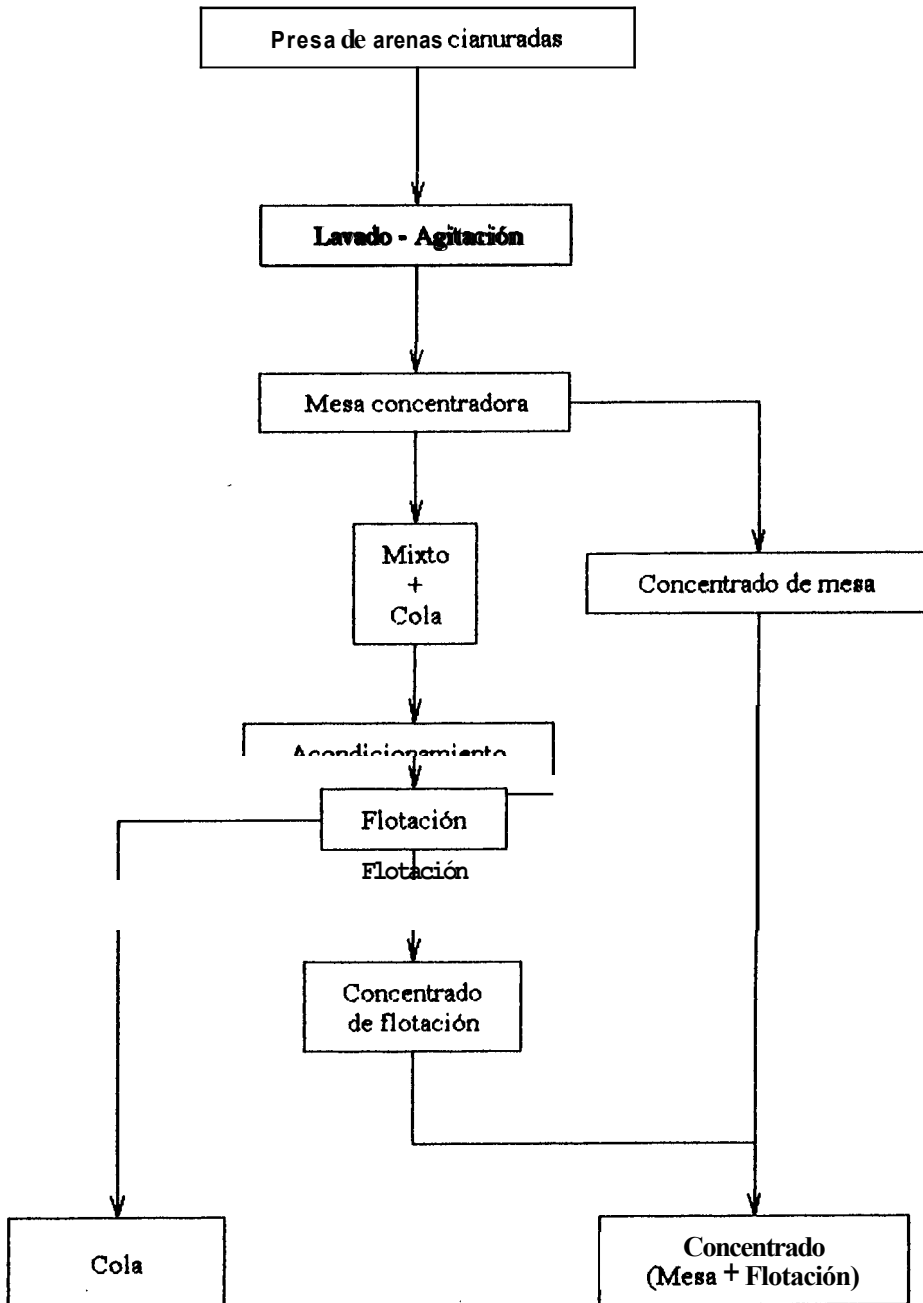 Presa de arenas cianuradas
Lavado - Agitación
Mesa concentradora
Mixto
+
Cola
Concentrado de mesa
Acondicionamiento
Flotación
Flotación
Concentrado
de flotación
Cola
Concentrado
(Mesa + Flotación)